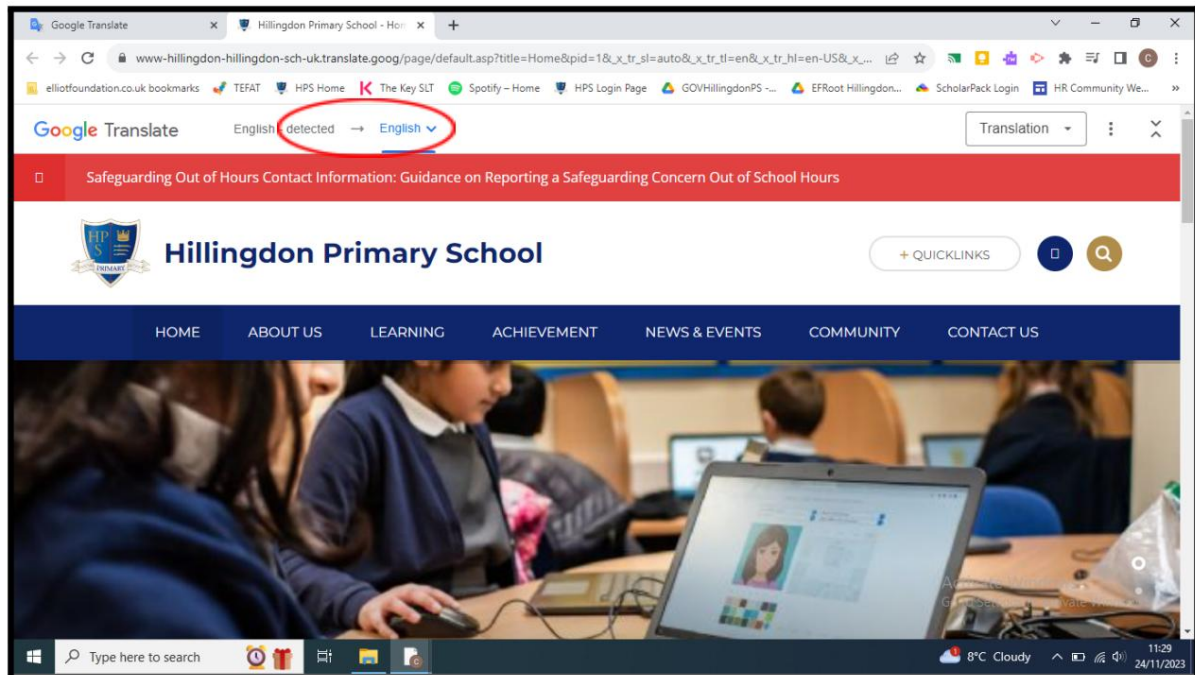 Google Translate
Hillingdon Primary School - Hon
www-hillingdon-hillingdon-sch-uk.translate.goog/page/default.asp?title=Home&pid=1&_x_tr_sl=auto&_x_tr_tl=en&_x_tr_hl=en-US&_x_...
C
elliotfoundation.co.uk bookmarks TEFAT HPS Home The Key SLT Spotify – Home HPS Login Page GOVHillingdonPS -... EFRoot Hillingdon... ScholarPack Login HR Community We... »
Google Translate English - detected → English Translation
Safeguarding Out of Hours Contact Information: Guidance on Reporting a Safeguarding Concern Out of School Hours
HP
S
PRIMARY
Hillingdon Primary School
+ QUICKLINKS
HOME ABOUT US LEARNING ACHIEVEMENT NEWS & EVENTS COMMUNITY CONTACT US
Type here to search
8°C Cloudy
11:29
24/11/2023